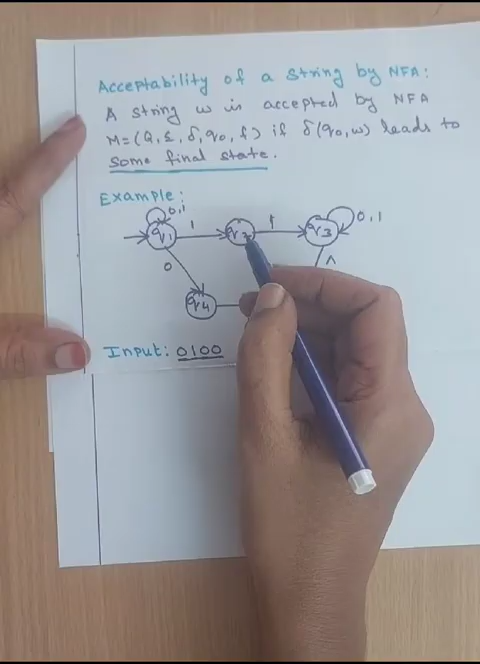 Acceptability of a string by NFA:
A string w is accepted by NFA
M=(Q, Σ, δ, q0, f) if δ(q0, w) leads to
some final state.
Example:
0,1
1
1
0, 1
q1
q2
q3
0
q4
Input: 0100